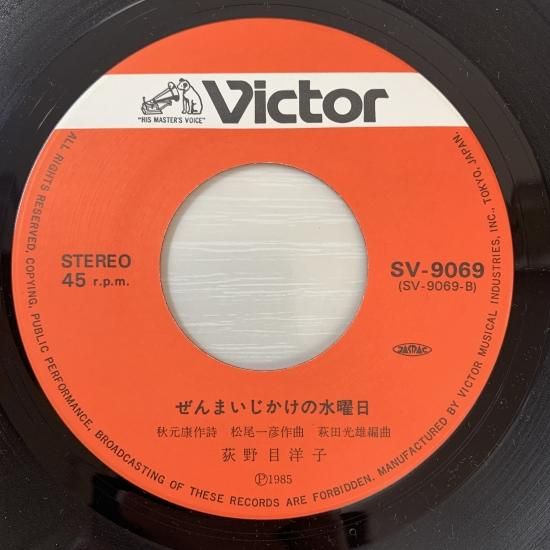 Victor
"HIS MASTER'S VOICE"
STEREO
45 r.p.m.
SV-9069
(SV-9069-B)
JASRAC
ぜんまいじかけの水曜日
秋元康作詩 松尾一彦作曲 萩田光雄編曲
荻野目洋子
Ⓟ1985
ALL RIGHTS RESERVED, COPYING, PUBLIC PERFORMANCE, BROADCASTING OF THESE RECORDS ARE FORBIDDEN. MANUFACTURED BY VICTOR MUSICAL INDUSTRIES, INC., TOKYO, JAPAN.